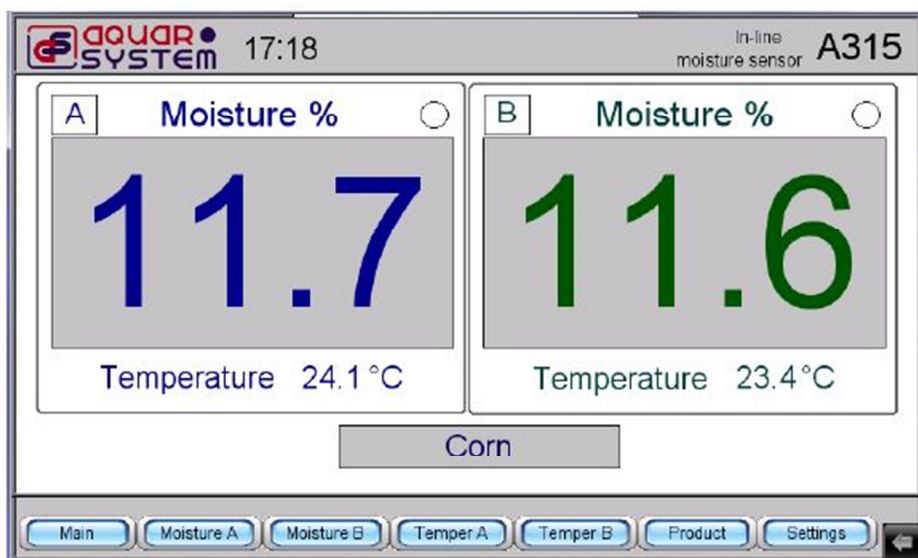 AQUAR SYSTEM 17:18 In-line moisture sensor A315
A Moisture %
11.7
Temperature 24.1 °C
B Moisture %
11.6
Temperature 23.4 °C
Corn
Main Moisture A Moisture B Temper A Temper B Product Settings